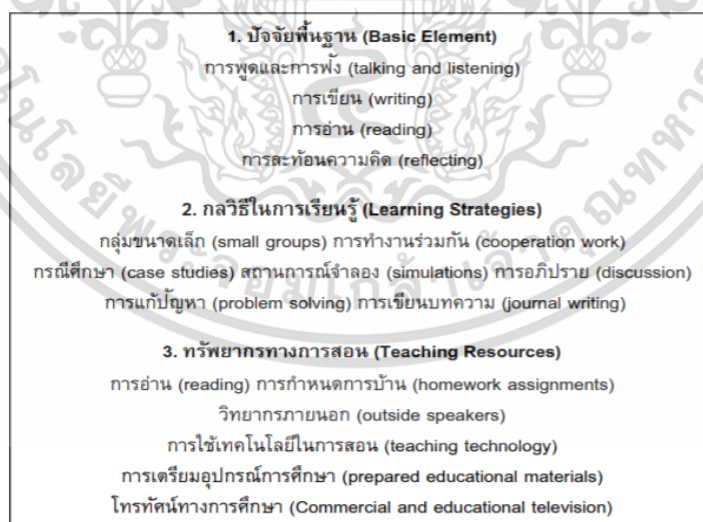 1. ปัจจัยพื้นฐาน (Basic Element)
การพูดและการฟัง (talking and listening)
การเขียน (writing)
การอ่าน (reading)
การสะท้อนความคิด (reflecting)
2. กลวิธีในการเรียนรู้ (Learning Strategies)
กลุ่มขนาดเล็ก (small groups) การทำงานร่วมกัน (cooperation work)
กรณีศึกษา (case studies) สถานการณ์จำลอง (simulations) การอภิปราย (discussion)
การแก้ปัญหา (problem solving) การเขียนบทความ (journal writing)
3. ทรัพยากรทางการสอน (Teaching Resources)
การอ่าน (reading) การกำหนดการบ้าน (homework assignments)
วิทยากรภายนอก (outside speakers)
การใช้เทคโนโลยีในการสอน (teaching technology)
การเตรียมอุปกรณ์การศึกษา (prepared educational materials)
โทรทัศน์ทางการศึกษา (Commercial and educational television)